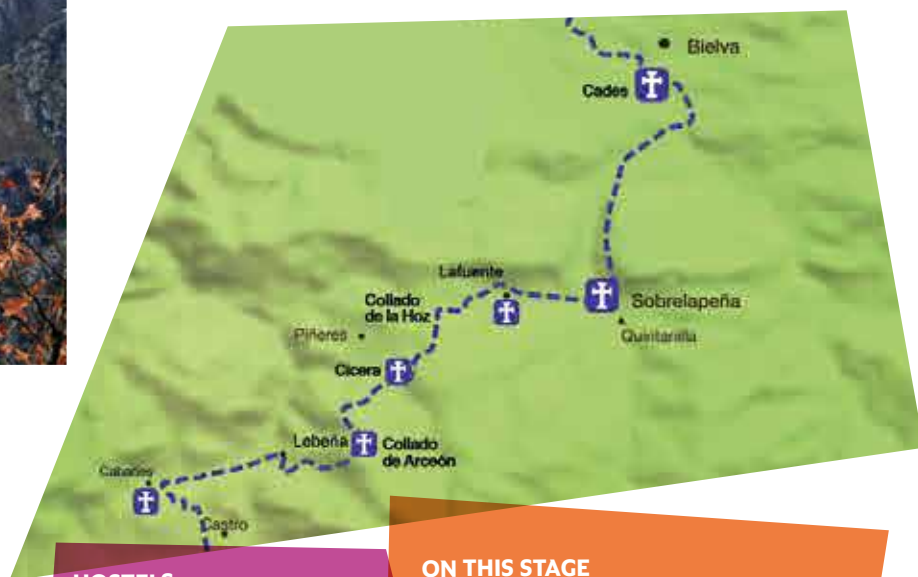 Bielva
Cades
Lafuente
Collado
de la Hoz
Sobrelapeña
Piñeres
Quintanilla
Cicera
Lebeña
Collado
de Arceón
Cabañes
Castro
HOSTELS
ON THIS STAGE